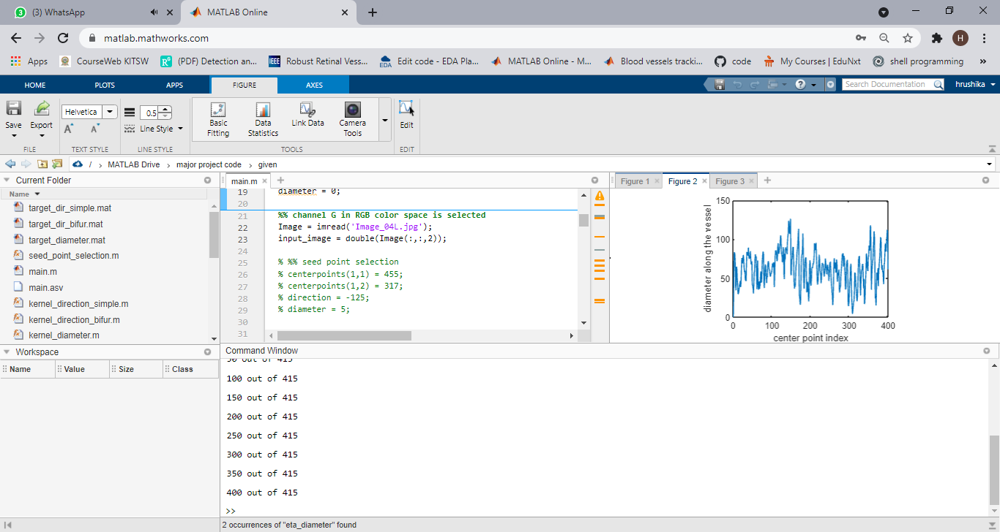 3 (3) WhatsApp
MATLAB Online
matlab.mathworks.com
H
Apps CourseWeb KITSW (PDF) Detection an... Robust Retinal Vess... Edit code - EDA Pla... MATLAB Online - M... Blood vessels tracki... code My Courses | EduNxt shell programming »
HOME PLOTS APPS FIGURE AXES
Search Documentation hrushika
Save Export
Helvetica
A A
0.5
Line Style
Basic Fitting
Data Statistics
Link Data
Camera Tools
Edit
FILE TEXT STYLE LINE STYLE TOOLS EDIT
/ › MATLAB Drive › major project code › given
Current Folder
Name
target_dir_simple.mat
target_dir_bifur.mat
target_diameter.mat
seed_point_selection.m
main.m
main.asv
kernel_direction_simple.m
kernel_direction_bifur.m
kernel_diameter.m
Workspace
Name Value Size Class
main.m
19 diameter = 0;
20
21 %% channel G in RGB color space is selected
22 Image = imread('Image_04L.jpg');
23 input_image = double(Image(:,:,2));
24
25 % %% seed point selection
26 % centerpoints(1,1) = 455;
27 % centerpoints(1,2) = 317;
28 % direction = -125;
29 % diameter = 5;
30
31
Figure 1 Figure 2 Figure 3
diameter along the vessel
150
100
50
0
0 100 200 300 400
center point index
Command Window
50 out of 415
100 out of 415
150 out of 415
200 out of 415
250 out of 415
300 out of 415
350 out of 415
400 out of 415
>>
2 occurrences of "eta_diameter" found